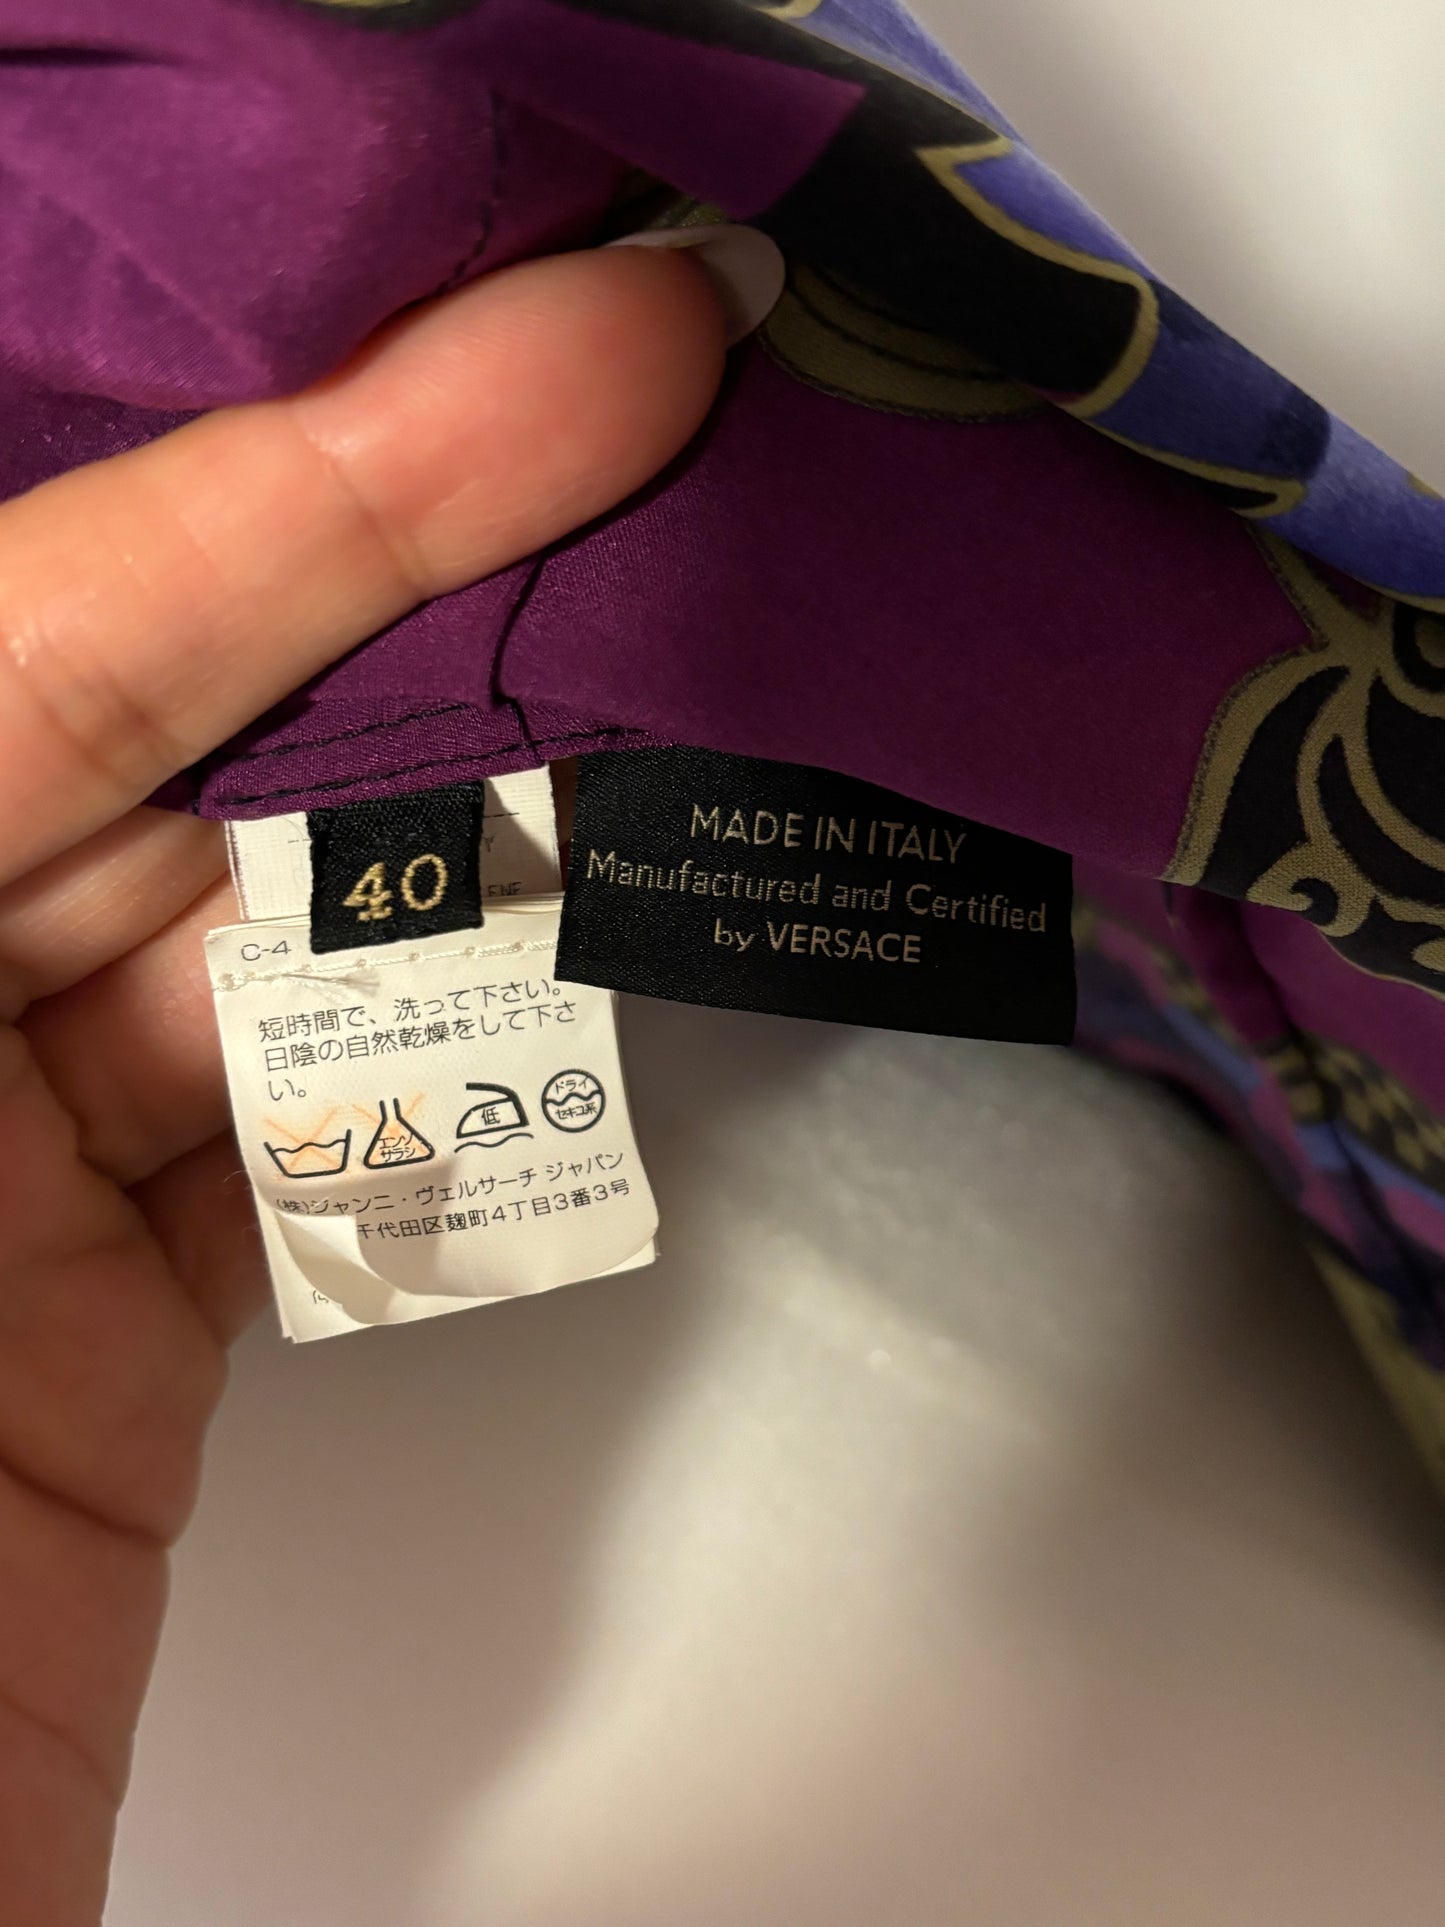 MADE IN ITALY
Manufactured and Certified
by VERSACE
40
C-4
短時間で、洗って下さい。
日陰の自然乾燥をして下さ
い。
エンソ
サラシ
低
ドライ
セキユ系
(株)ジャンニ・ヴェルサーチ ジャパン
千代田区麹町4丁目3番3号